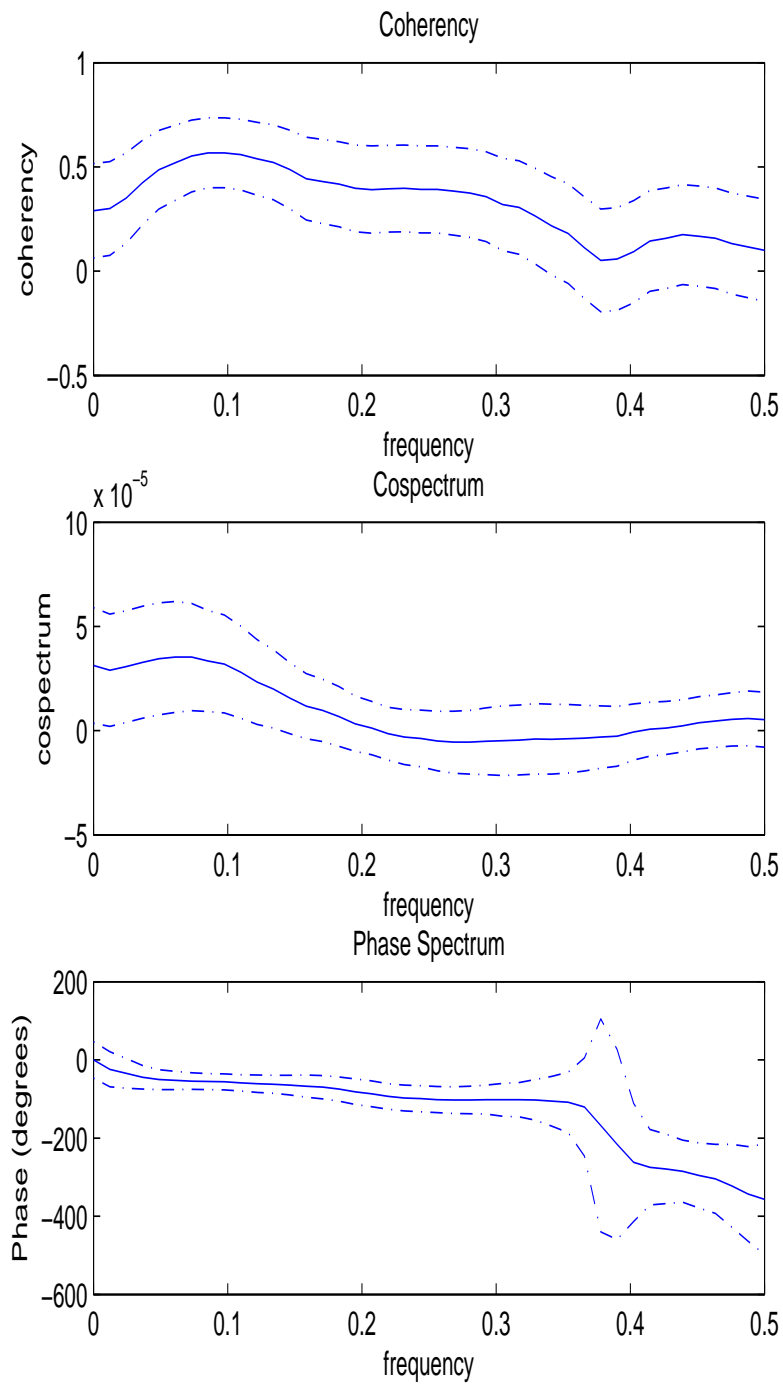 Coherency
1
0.5
0
−0.5
coherency
0 0.1 0.2 0.3 0.4 0.5
frequency
Cospectrum
x 10−5
10
5
0
−5
cospectrum
0 0.1 0.2 0.3 0.4 0.5
frequency
Phase Spectrum
200
0
−200
−400
−600
Phase (degrees)
0 0.1 0.2 0.3 0.4 0.5
frequency